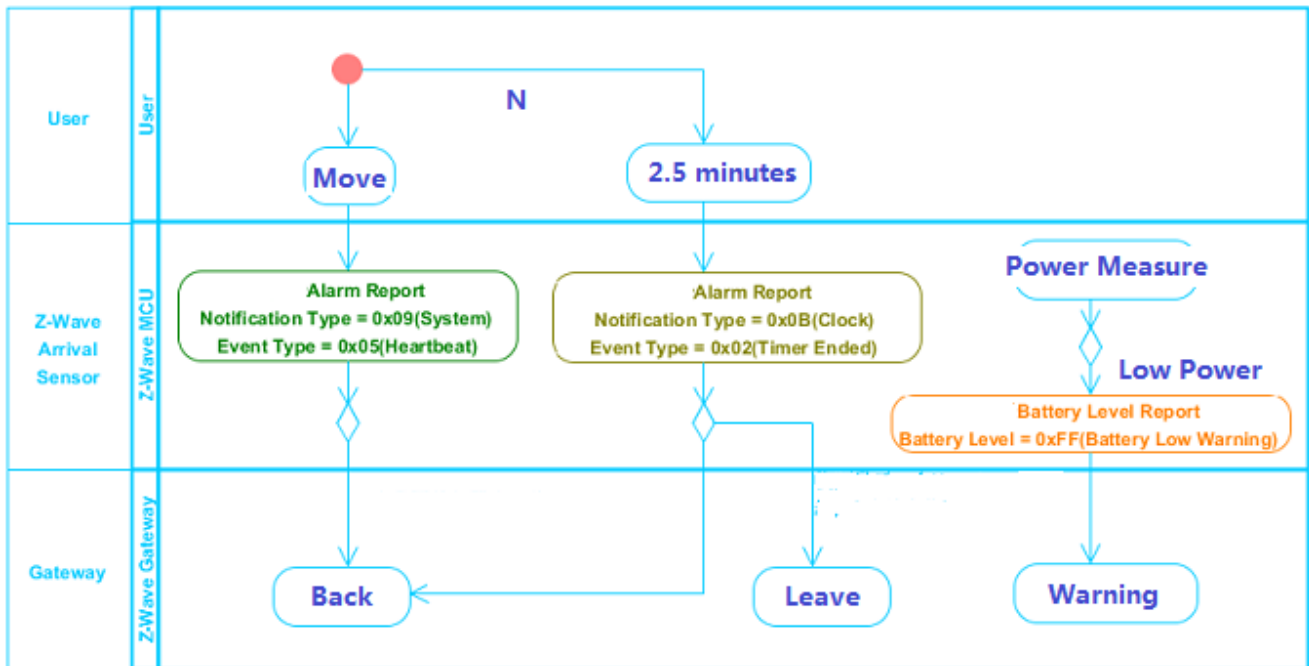 User
User
N
Move
2.5 minutes
Z-Wave
Arrival
Sensor
Z-Wave MCU
Alarm Report
Notification Type = 0x09(System)
Event Type = 0x05(Heartbeat)
Alarm Report
Notification Type = 0x0B(Clock)
Event Type = 0x02(Timer Ended)
Power Measure
Low Power
Battery Level Report
Battery Level = 0xFF(Battery Low Warning)
Gateway
Z-Wave Gateway
Back
Leave
Warning